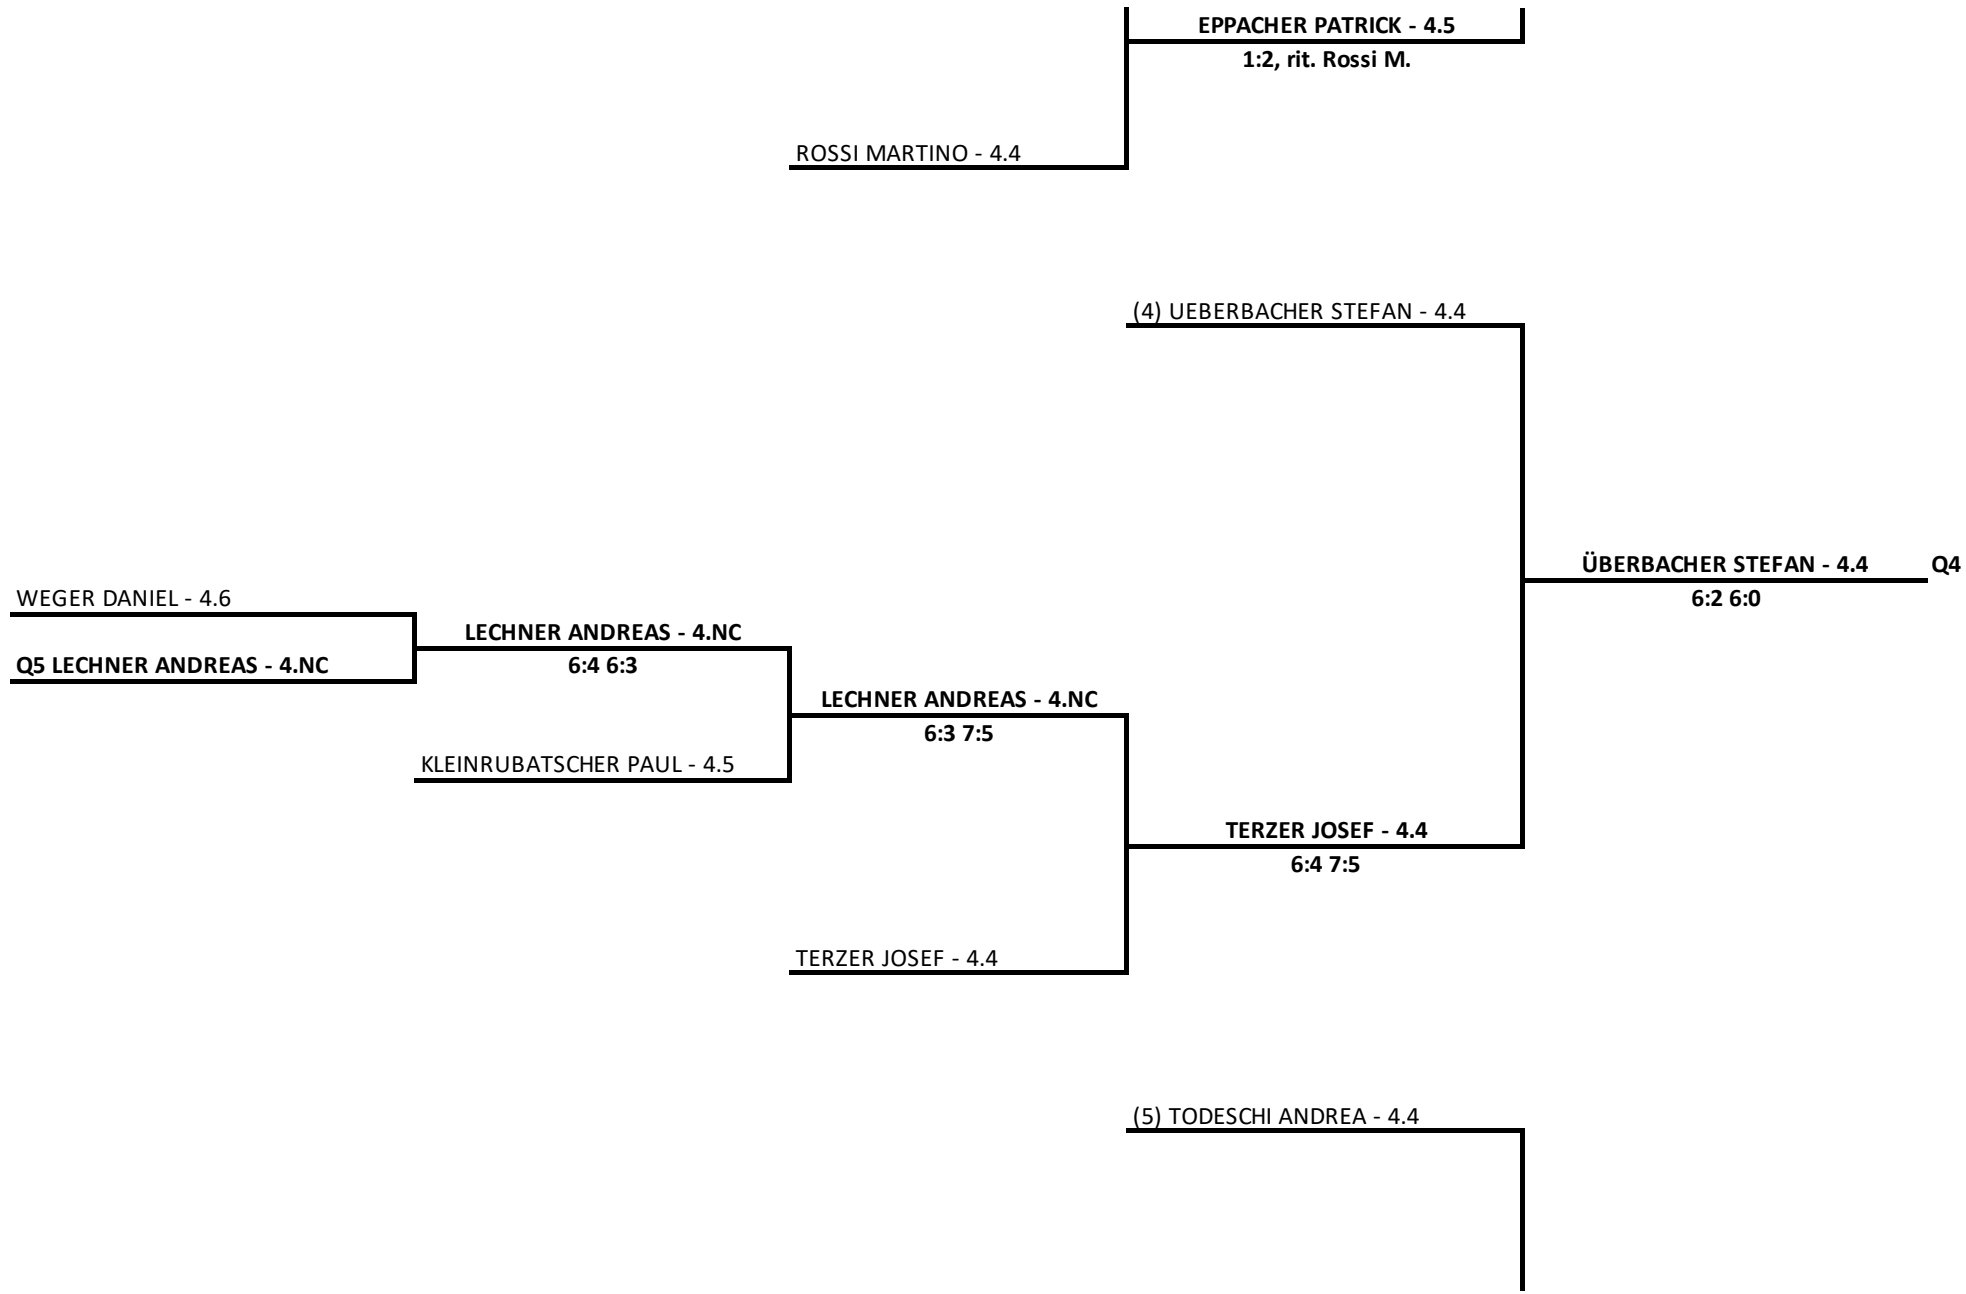 EPPACHER PATRICK - 4.5
1:2, rit. Rossi M.
ROSSI MARTINO - 4.4
(4) UEBERBACHER STEFAN - 4.4
ÜBERBACHER STEFAN - 4.4 Q4
6:2 6:0
WEGER DANIEL - 4.6
LECHNER ANDREAS - 4.NC
Q5 LECHNER ANDREAS - 4.NC
6:4 6:3
LECHNER ANDREAS - 4.NC
6:3 7:5
KLEINRUBATSCHER PAUL - 4.5
TERZER JOSEF - 4.4
6:4 7:5
TERZER JOSEF - 4.4
(5) TODESCHI ANDREA - 4.4